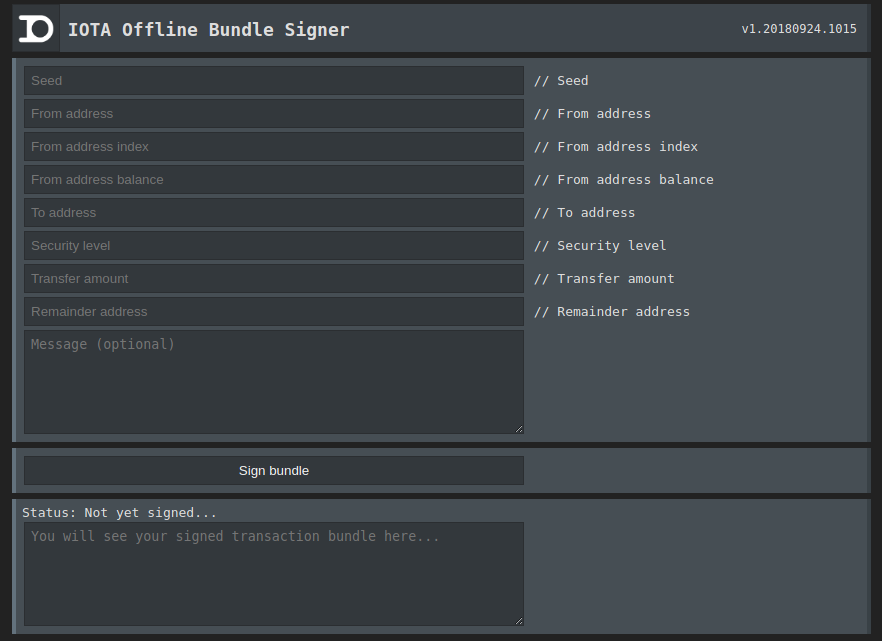 IOTA Offline Bundle Signer
v1.20180924.1015
Seed // Seed
From address // From address
From address index // From address index
From address balance // From address balance
To address // To address
Security level // Security level
Transfer amount // Transfer amount
Remainder address // Remainder address
Message (optional)
Sign bundle
Status: Not yet signed...
You will see your signed transaction bundle here...